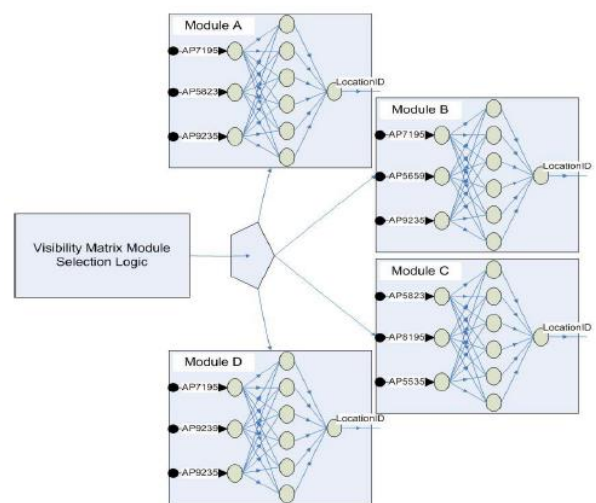 Module A
AP7195
AP5823
AP9235
LocationID
Module B
AP7195
AP5659
AP9235
LocationID
Visibility Matrix Module
Selection Logic
Module C
AP5823
AP8195
AP5535
LocationID
Module D
AP7195
AP9239
AP9235
LocationID